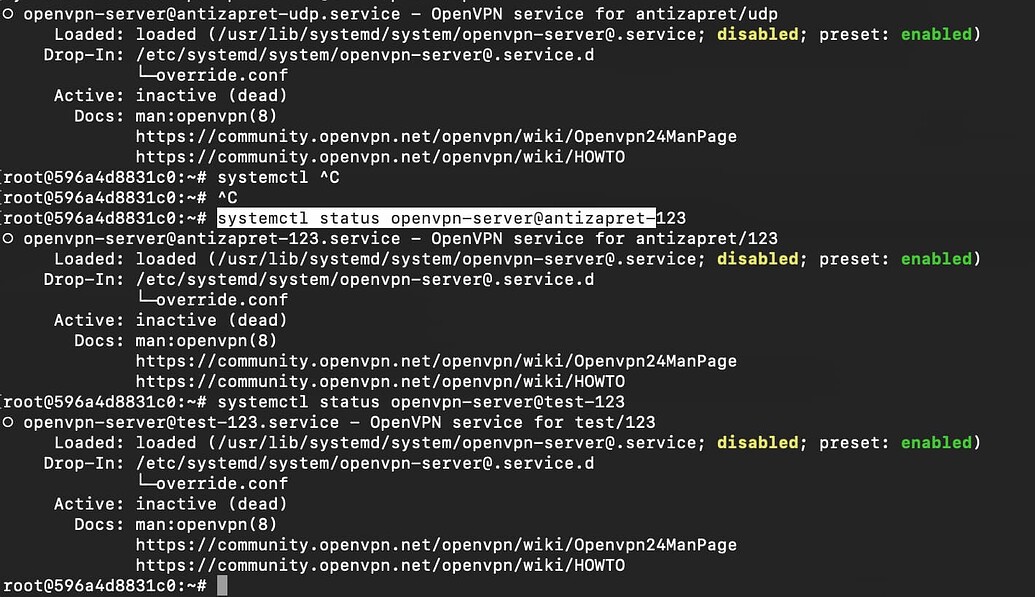 ○ openvpn-server@antizapret-udp.service – OpenVPN service for antizapret/udp
Loaded: loaded (/usr/lib/systemd/system/openvpn-server@.service; disabled; preset: enabled)
Drop-In: /etc/systemd/system/openvpn-server@.service.d
└─override.conf
Active: inactive (dead)
Docs: man:openvpn(8)
https://community.openvpn.net/openvpn/wiki/Openvpn24ManPage
https://community.openvpn.net/openvpn/wiki/HOWTO
[root@596a4d8831c0:~# systemctl ^C
[root@596a4d8831c0:~# ^C
[root@596a4d8831c0:~# systemctl status openvpn-server@antizapret-123
○ openvpn-server@antizapret-123.service – OpenVPN service for antizapret/123
Loaded: loaded (/usr/lib/systemd/system/openvpn-server@.service; disabled; preset: enabled)
Drop-In: /etc/systemd/system/openvpn-server@.service.d
└─override.conf
Active: inactive (dead)
Docs: man:openvpn(8)
https://community.openvpn.net/openvpn/wiki/Openvpn24ManPage
https://community.openvpn.net/openvpn/wiki/HOWTO
[root@596a4d8831c0:~# systemctl status openvpn-server@test-123
○ openvpn-server@test-123.service – OpenVPN service for test/123
Loaded: loaded (/usr/lib/systemd/system/openvpn-server@.service; disabled; preset: enabled)
Drop-In: /etc/systemd/system/openvpn-server@.service.d
└─override.conf
Active: inactive (dead)
Docs: man:openvpn(8)
https://community.openvpn.net/openvpn/wiki/Openvpn24ManPage
https://community.openvpn.net/openvpn/wiki/HOWTO
root@596a4d8831c0:~#